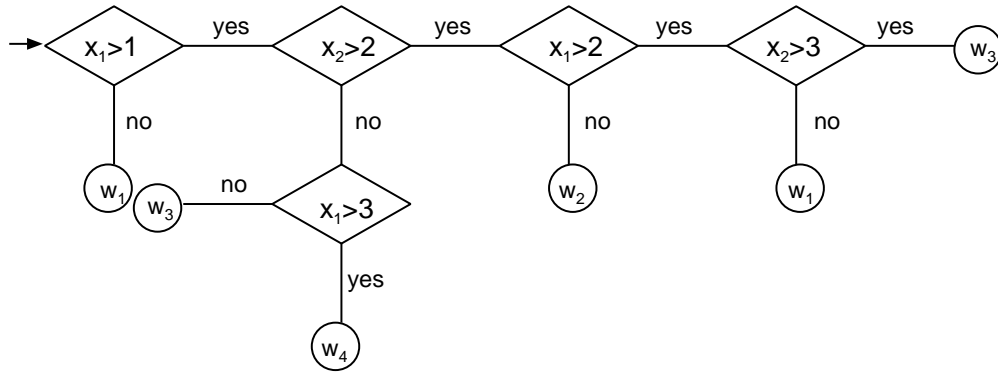 yes yes yes yes
x₁>1 x₂>2 x₁>2 x₂>3 w₃
no no no no
w₁ w₃ no x₁>3 w₂ w₁
yes
w₄